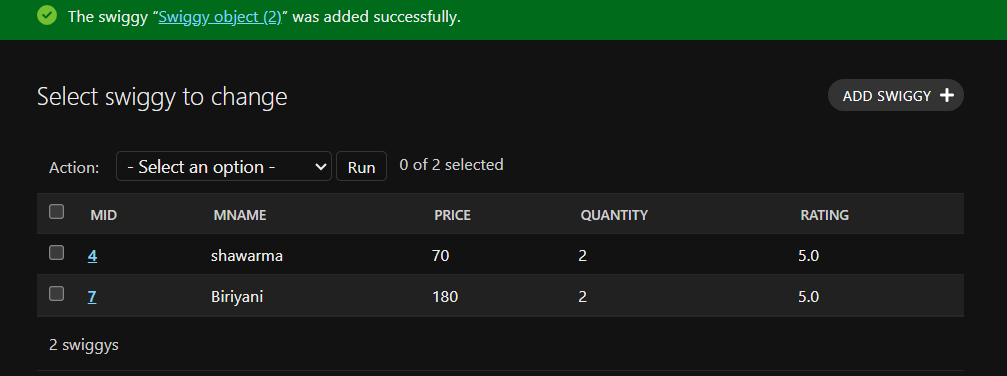 The swiggy “Swiggy object (2)” was added successfully.
Select swiggy to change
ADD SWIGGY +
Action: - Select an option - Run 0 of 2 selected
MID MNAME PRICE QUANTITY RATING
4 shawarma 70 2 5.0
7 Biriyani 180 2 5.0
2 swiggys